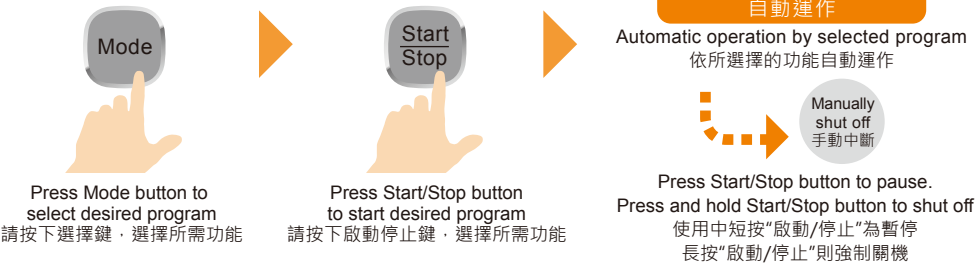 Mode
Press Mode button to
select desired program
請按下選擇鍵，選擇所需功能
Start
Stop
Press Start/Stop button
to start desired program
請按下啟動停止鍵，選擇所需功能
自動運作
Automatic operation by selected program
依所選擇的功能自動運作
Manually
shut off
手動中斷
Press Start/Stop button to pause.
Press and hold Start/Stop button to shut off
使用中短按“啟動/停止”為暫停
長按“啟動/停止”則強制關機